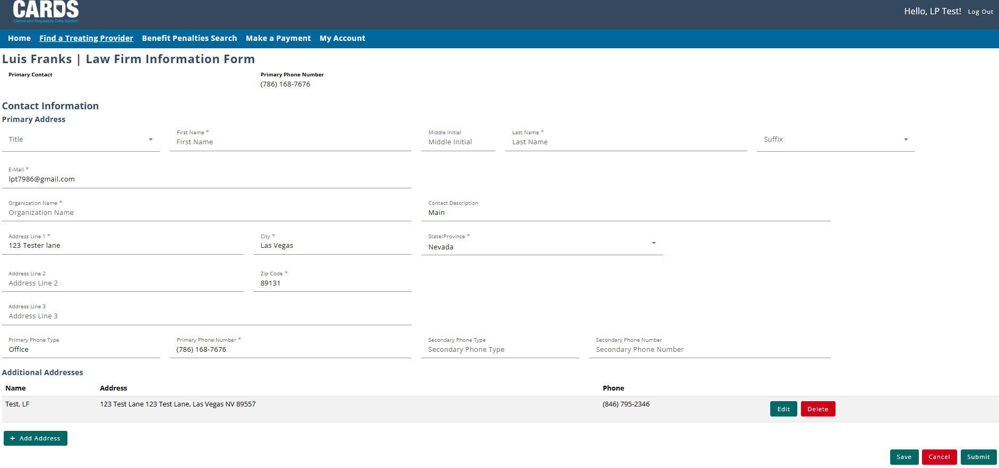 CARDS
Claims and Regulatory Data System
Hello, LP Test! Log Out
Home Find a Treating Provider Benefit Penalties Search Make a Payment My Account
Luis Franks | Law Firm Information Form
Primary Contact Primary Phone Number
(786) 168-7676
Contact Information
Primary Address
Title First Name * Middle Initial Last Name * Suffix
First Name Middle Initial Last Name
E-Mail *
lpt7986@gmail.com
Organization Name * Contact Description
Organization Name Main
Address Line 1 * City * State/Province *
123 Tester lane Las Vegas Nevada
Address Line 2 Zip Code *
Address Line 2 89131
Address Line 3
Address Line 3
Primary Phone Type Primary Phone Number * Secondary Phone Type Secondary Phone Number
Office (786) 168-7676 Secondary Phone Type Secondary Phone Number
Additional Addresses
Name Address Phone
Test, LF 123 Test Lane 123 Test Lane, Las Vegas NV 89557 (846) 795-2346 Edit Delete
+ Add Address
Save Cancel Submit